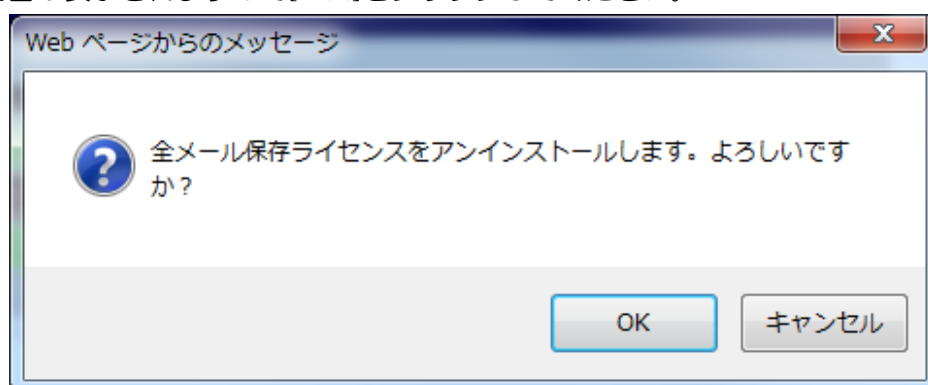 Web ページからのメッセージ
全メール保存ライセンスをアンインストールします。よろしいです
か？
OK
キャンセル